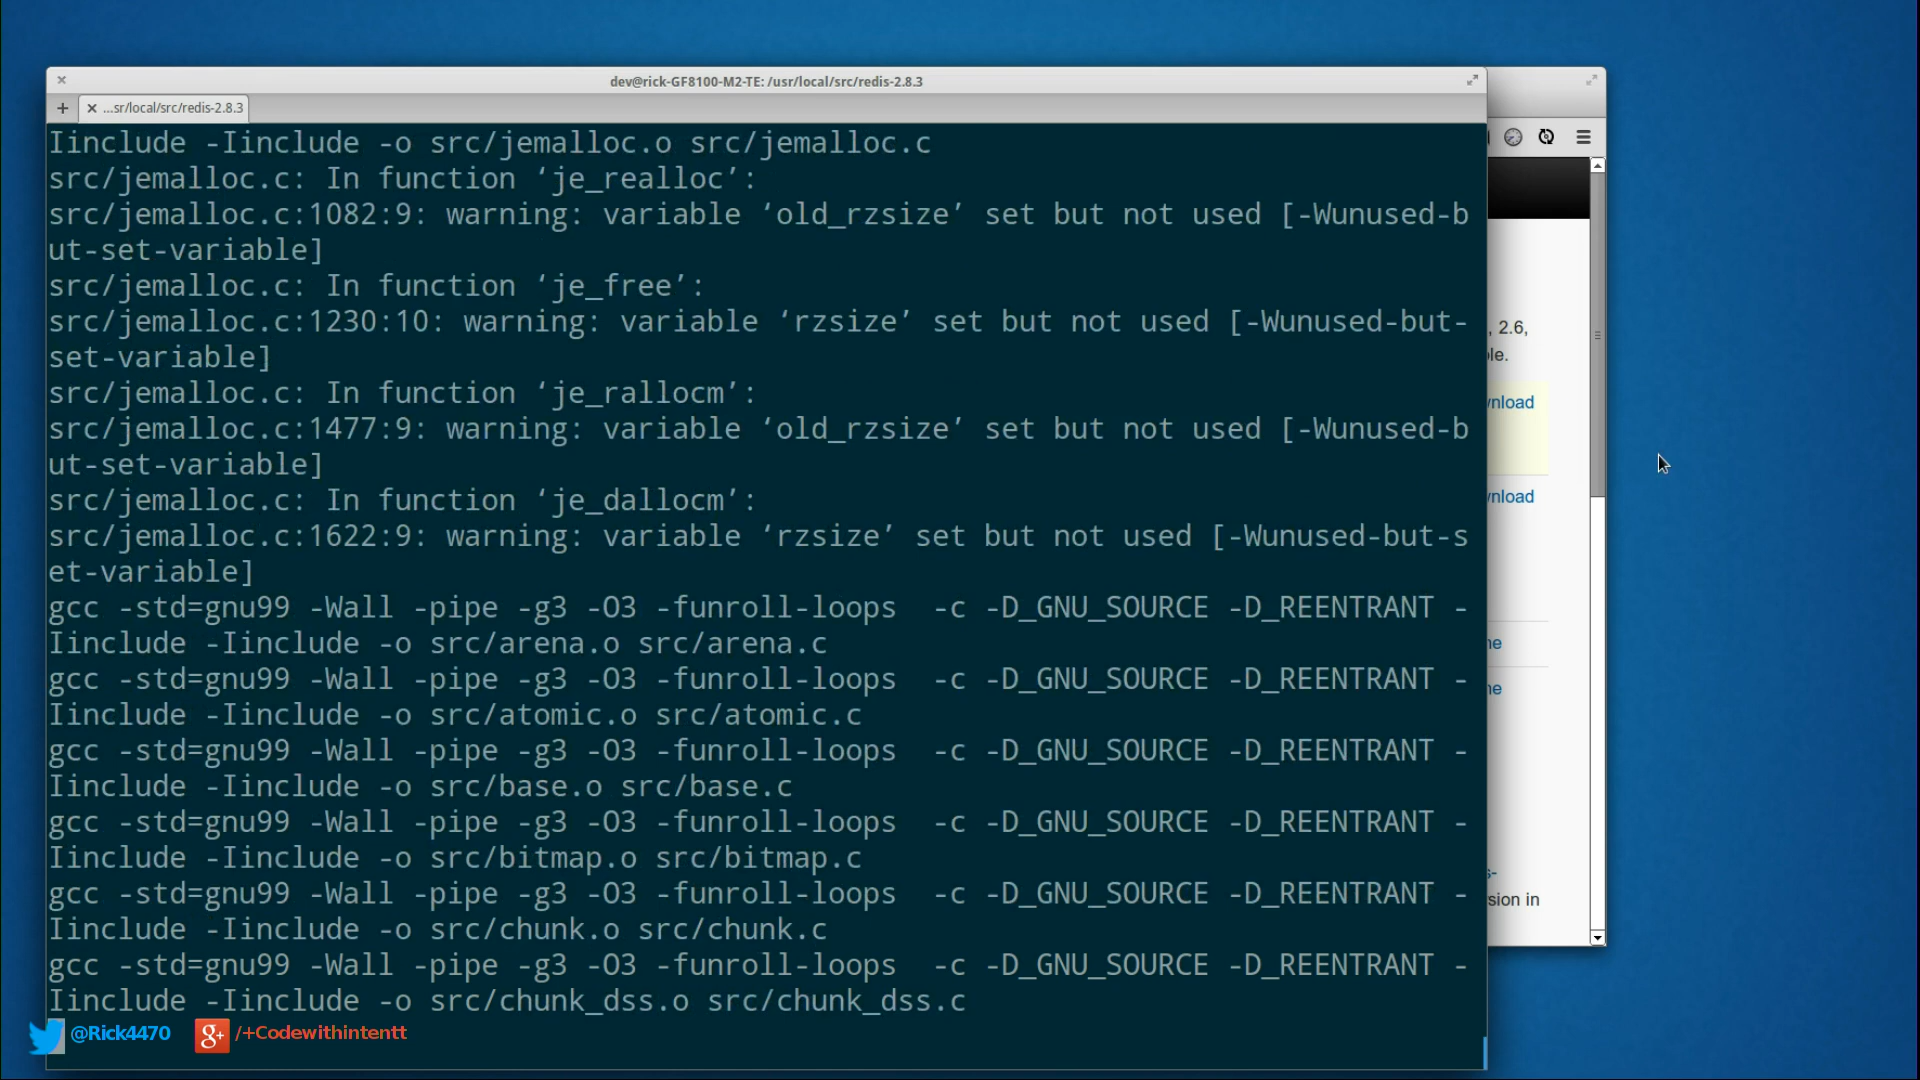 dev@rick-GF8100-M2-TE: /usr/local/src/redis-2.8.3
...sr/local/src/redis-2.8.3
Iinclude -Iinclude -o src/jemalloc.o src/jemalloc.c
src/jemalloc.c: In function ‘je_realloc’:
src/jemalloc.c:1082:9: warning: variable ‘old_rzsize’ set but not used [-Wunused-b
ut-set-variable]
src/jemalloc.c: In function ‘je_free’:
src/jemalloc.c:1230:10: warning: variable ‘rzsize’ set but not used [-Wunused-but-
set-variable]
src/jemalloc.c: In function ‘je_rallocm’:
src/jemalloc.c:1477:9: warning: variable ‘old_rzsize’ set but not used [-Wunused-b
ut-set-variable]
src/jemalloc.c: In function ‘je_dallocm’:
src/jemalloc.c:1622:9: warning: variable ‘rzsize’ set but not used [-Wunused-but-s
et-variable]
gcc -std=gnu99 -Wall -pipe -g3 -O3 -funroll-loops  -c -D_GNU_SOURCE -D_REENTRANT -
Iinclude -Iinclude -o src/arena.o src/arena.c
gcc -std=gnu99 -Wall -pipe -g3 -O3 -funroll-loops  -c -D_GNU_SOURCE -D_REENTRANT -
Iinclude -Iinclude -o src/atomic.o src/atomic.c
gcc -std=gnu99 -Wall -pipe -g3 -O3 -funroll-loops  -c -D_GNU_SOURCE -D_REENTRANT -
Iinclude -Iinclude -o src/base.o src/base.c
gcc -std=gnu99 -Wall -pipe -g3 -O3 -funroll-loops  -c -D_GNU_SOURCE -D_REENTRANT -
Iinclude -Iinclude -o src/bitmap.o src/bitmap.c
gcc -std=gnu99 -Wall -pipe -g3 -O3 -funroll-loops  -c -D_GNU_SOURCE -D_REENTRANT -
Iinclude -Iinclude -o src/chunk.o src/chunk.c
gcc -std=gnu99 -Wall -pipe -g3 -O3 -funroll-loops  -c -D_GNU_SOURCE -D_REENTRANT -
Iinclude -Iinclude -o src/chunk_dss.o src/chunk_dss.c
@Rick4470 g+ /+Codewithintentt
, 2.6,
le.
nload
nload
ne
ne
s-
sion in